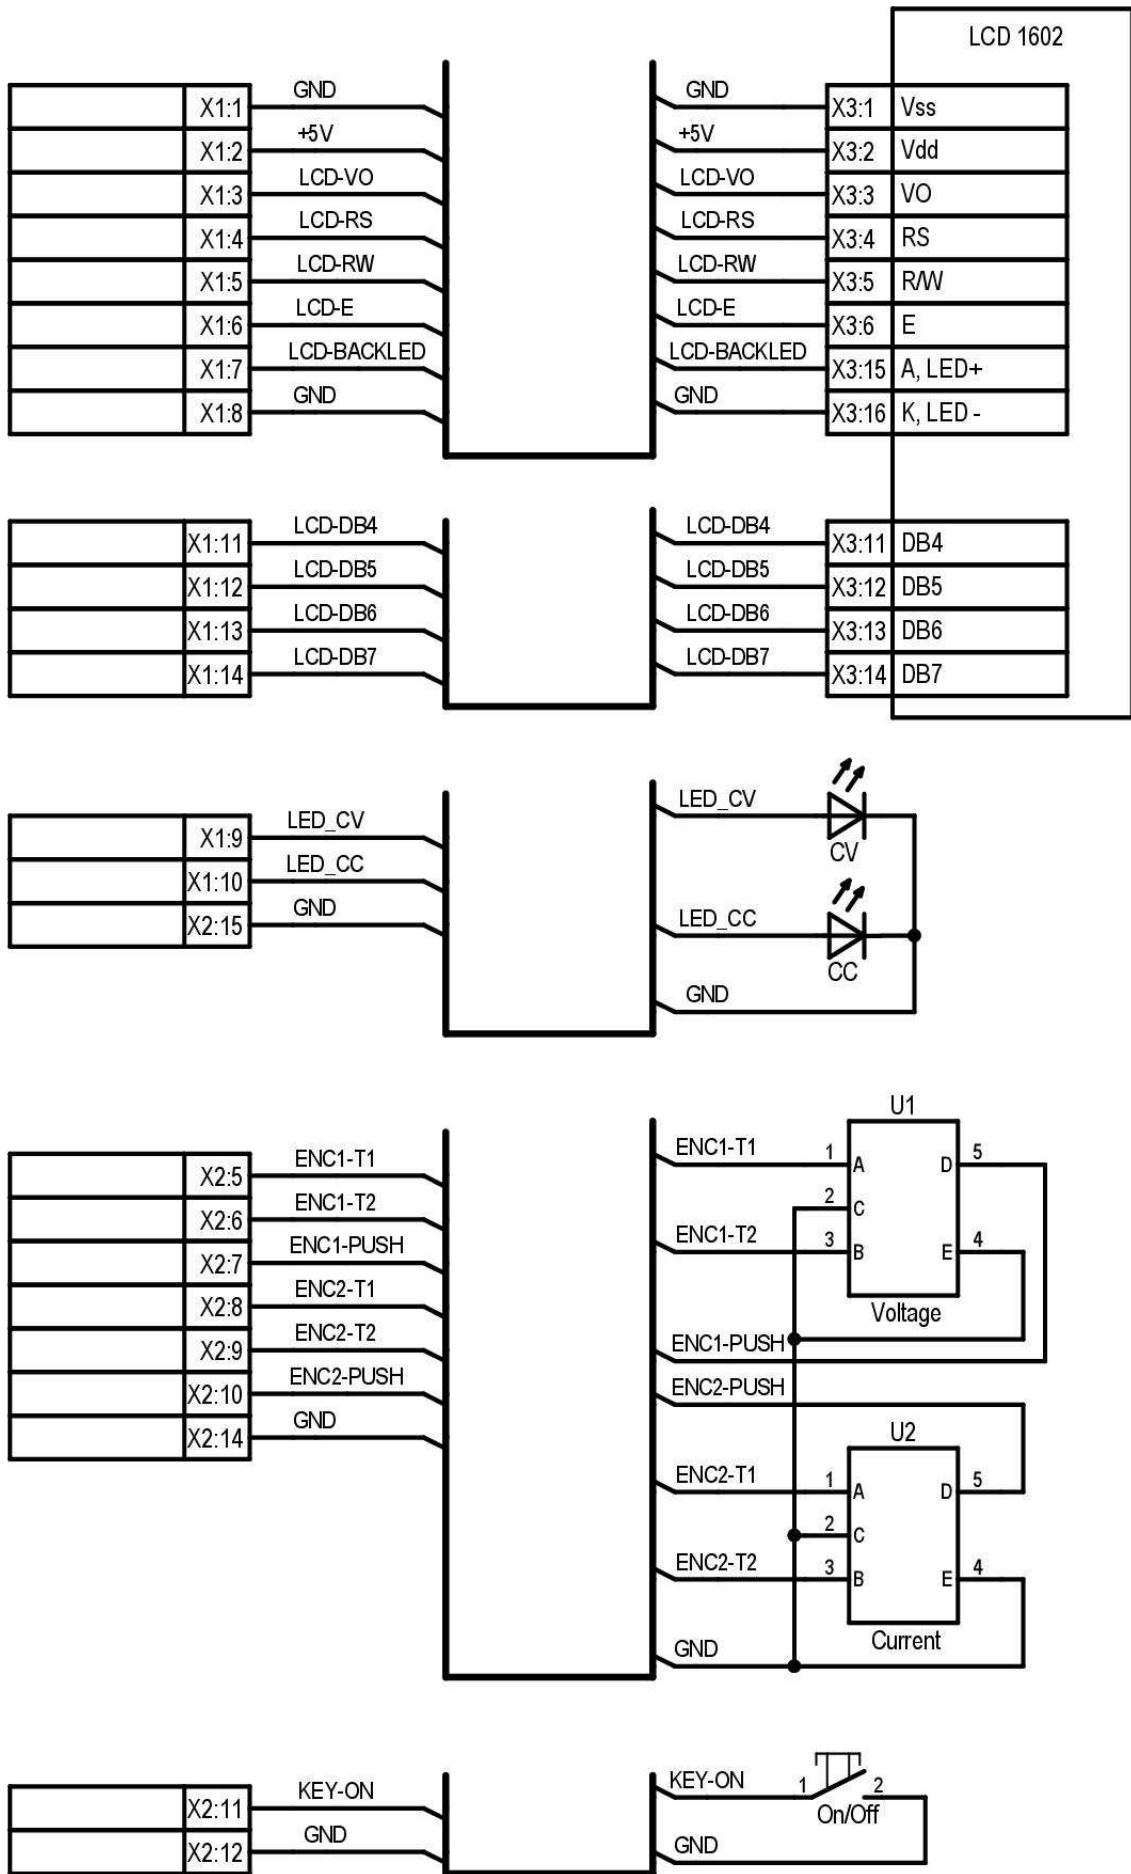 LCD 1602
X1:1 GND GND X3:1 Vss
X1:2 +5V +5V X3:2 Vdd
X1:3 LCD-VO LCD-VO X3:3 VO
X1:4 LCD-RS LCD-RS X3:4 RS
X1:5 LCD-RW LCD-RW X3:5 R/W
X1:6 LCD-E LCD-E X3:6 E
X1:7 LCD-BACKLED LCD-BACKLED X3:15 A, LED+
X1:8 GND GND X3:16 K, LED -
X1:11 LCD-DB4 LCD-DB4 X3:11 DB4
X1:12 LCD-DB5 LCD-DB5 X3:12 DB5
X1:13 LCD-DB6 LCD-DB6 X3:13 DB6
X1:14 LCD-DB7 LCD-DB7 X3:14 DB7
X1:9 LED_CV LED_CV
CV
X1:10 LED_CC
X2:15 GND LED_CC
CC
GND
U1
X2:5 ENC1-T1 ENC1-T1 1 A D 5
X2:6 ENC1-T2 2 C
X2:7 ENC1-PUSH ENC1-T2 3 B E 4
X2:8 ENC2-T1 Voltage
X2:9 ENC2-T2 ENC1-PUSH
X2:10 ENC2-PUSH ENC2-PUSH
X2:14 GND U2
ENC2-T1 1 A D 5
2 C
ENC2-T2 3 B E 4
GND Current
X2:11 KEY-ON KEY-ON 1 2
On/Off
X2:12 GND GND